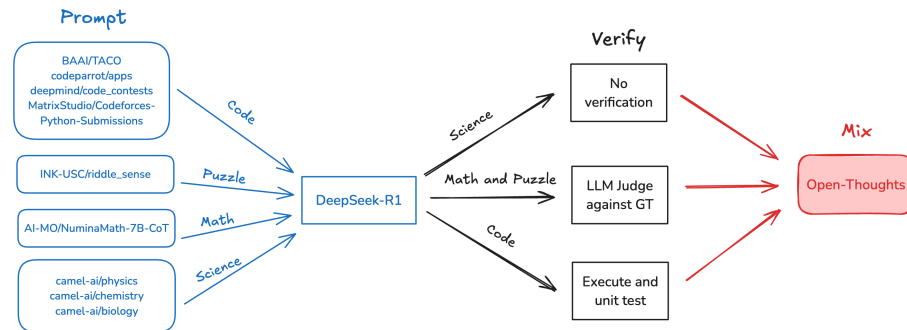 Prompt
BAAI/TACO
codeparrot/apps
deepmind/code_contests
MatrixStudio/Codeforces-
Python-Submissions
Code
INK-USC/riddle_sense
Puzzle
AI-MO/NuminaMath-7B-CoT
Math
camel-ai/physics
camel-ai/chemistry
camel-ai/biology
Science
DeepSeek-R1
Verify
Science
No
verification
Math and Puzzle
LLM Judge
against GT
Code
Execute and
unit test
Mix
Open-Thoughts